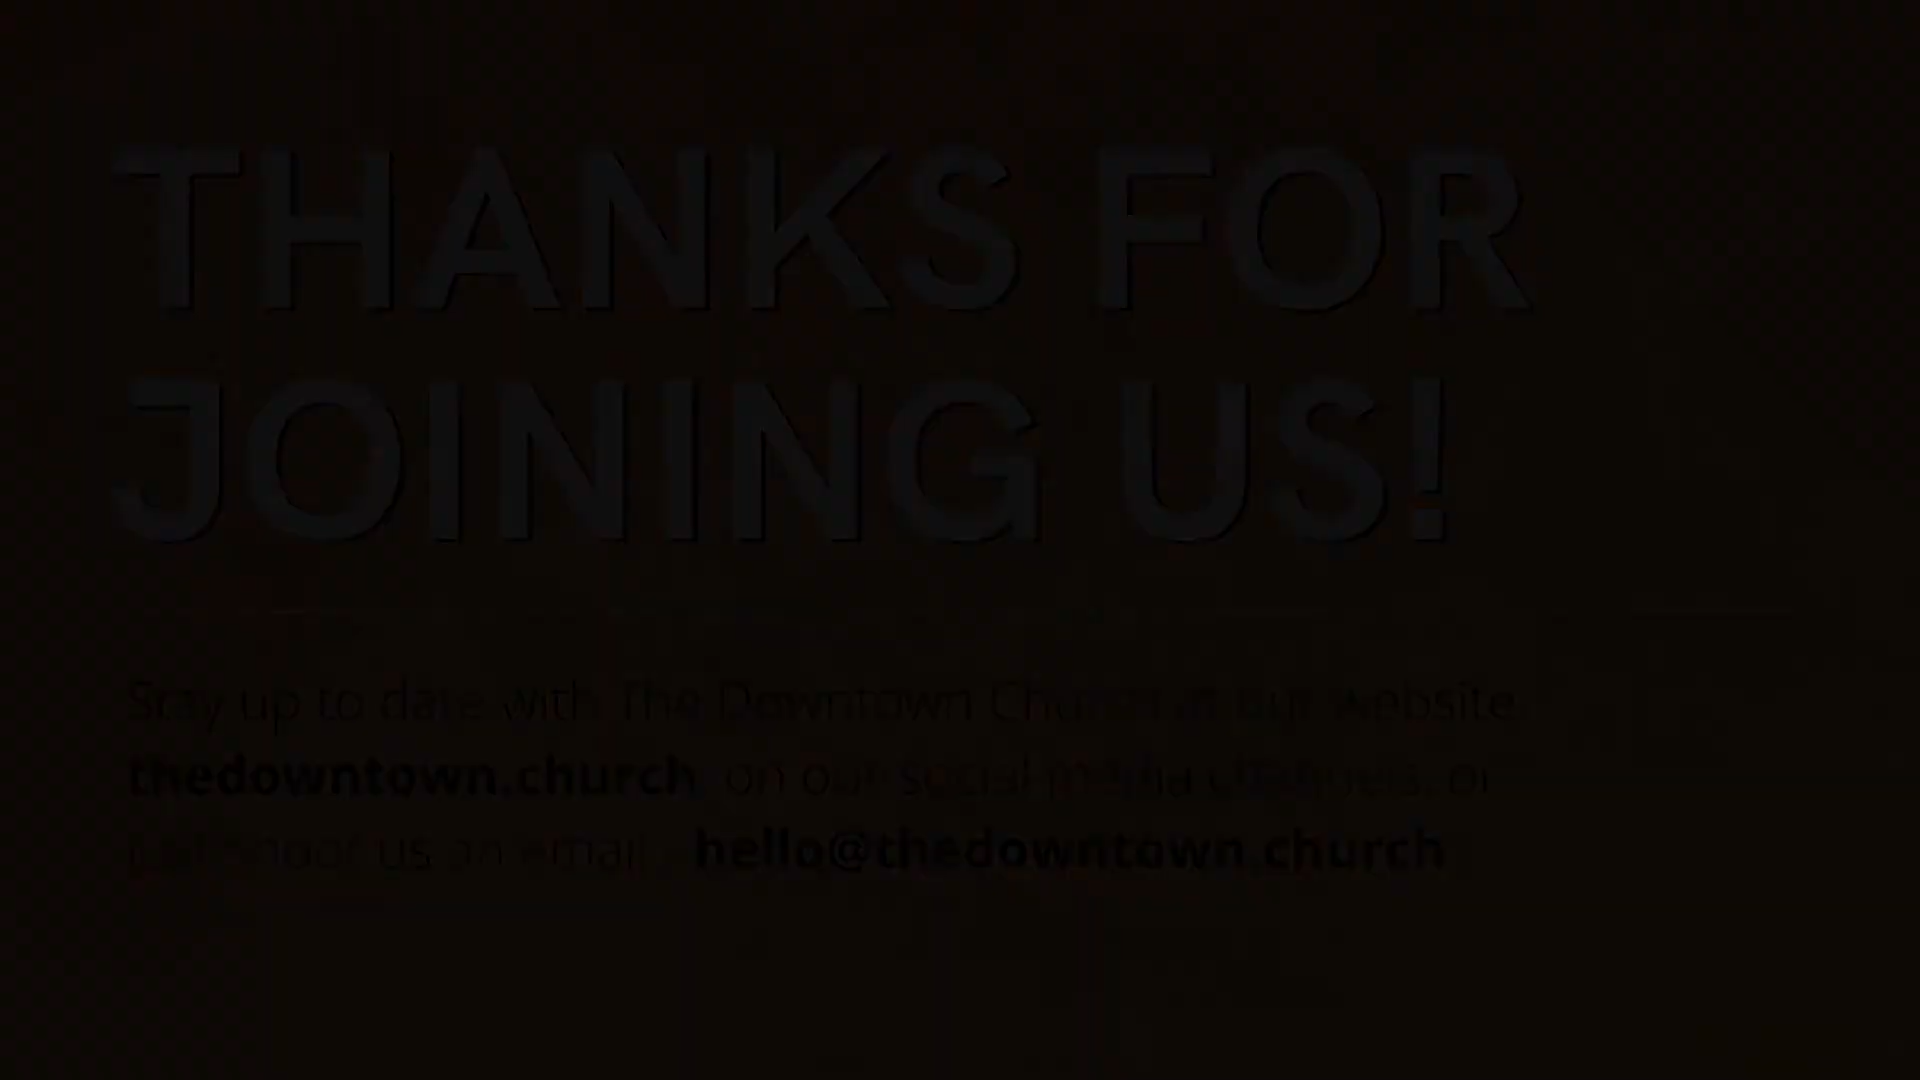 THANKS FOR
JOINING US!
Stay up to date with The Downtown Church at our website,
thedowntown.church, on our social media channels, or
just shoot us an email - hello@thedowntown.church